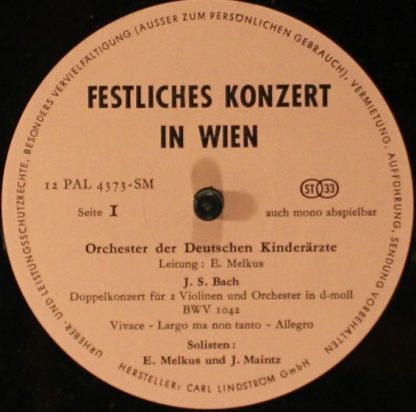 URHEBER- UND LEISTUNGSSCHUTZRECHTE, BESONDERS VERVIELFÄLTIGUNG (AUSSER ZUM PERSÖNLICHEN GEBRAUCH), VERMIETUNG, AUFFÜHRUNG, SENDUNG VORBEHALTEN
FESTLICHES KONZERT
IN WIEN
12 PAL 4373-SM
ST 33
Seite I
auch mono abspielbar
Orchester der Deutschen Kinderärzte
Leitung: E. Melkus
J. S. Bach
Doppelkonzert für 2 Violinen und Orchester in d-moll
BWV 1042
Vivace - Largo ma non tanto - Allegro
Solisten:
E. Melkus und J. Maintz
HERSTELLER: CARL LINDSTRÖM GmbH